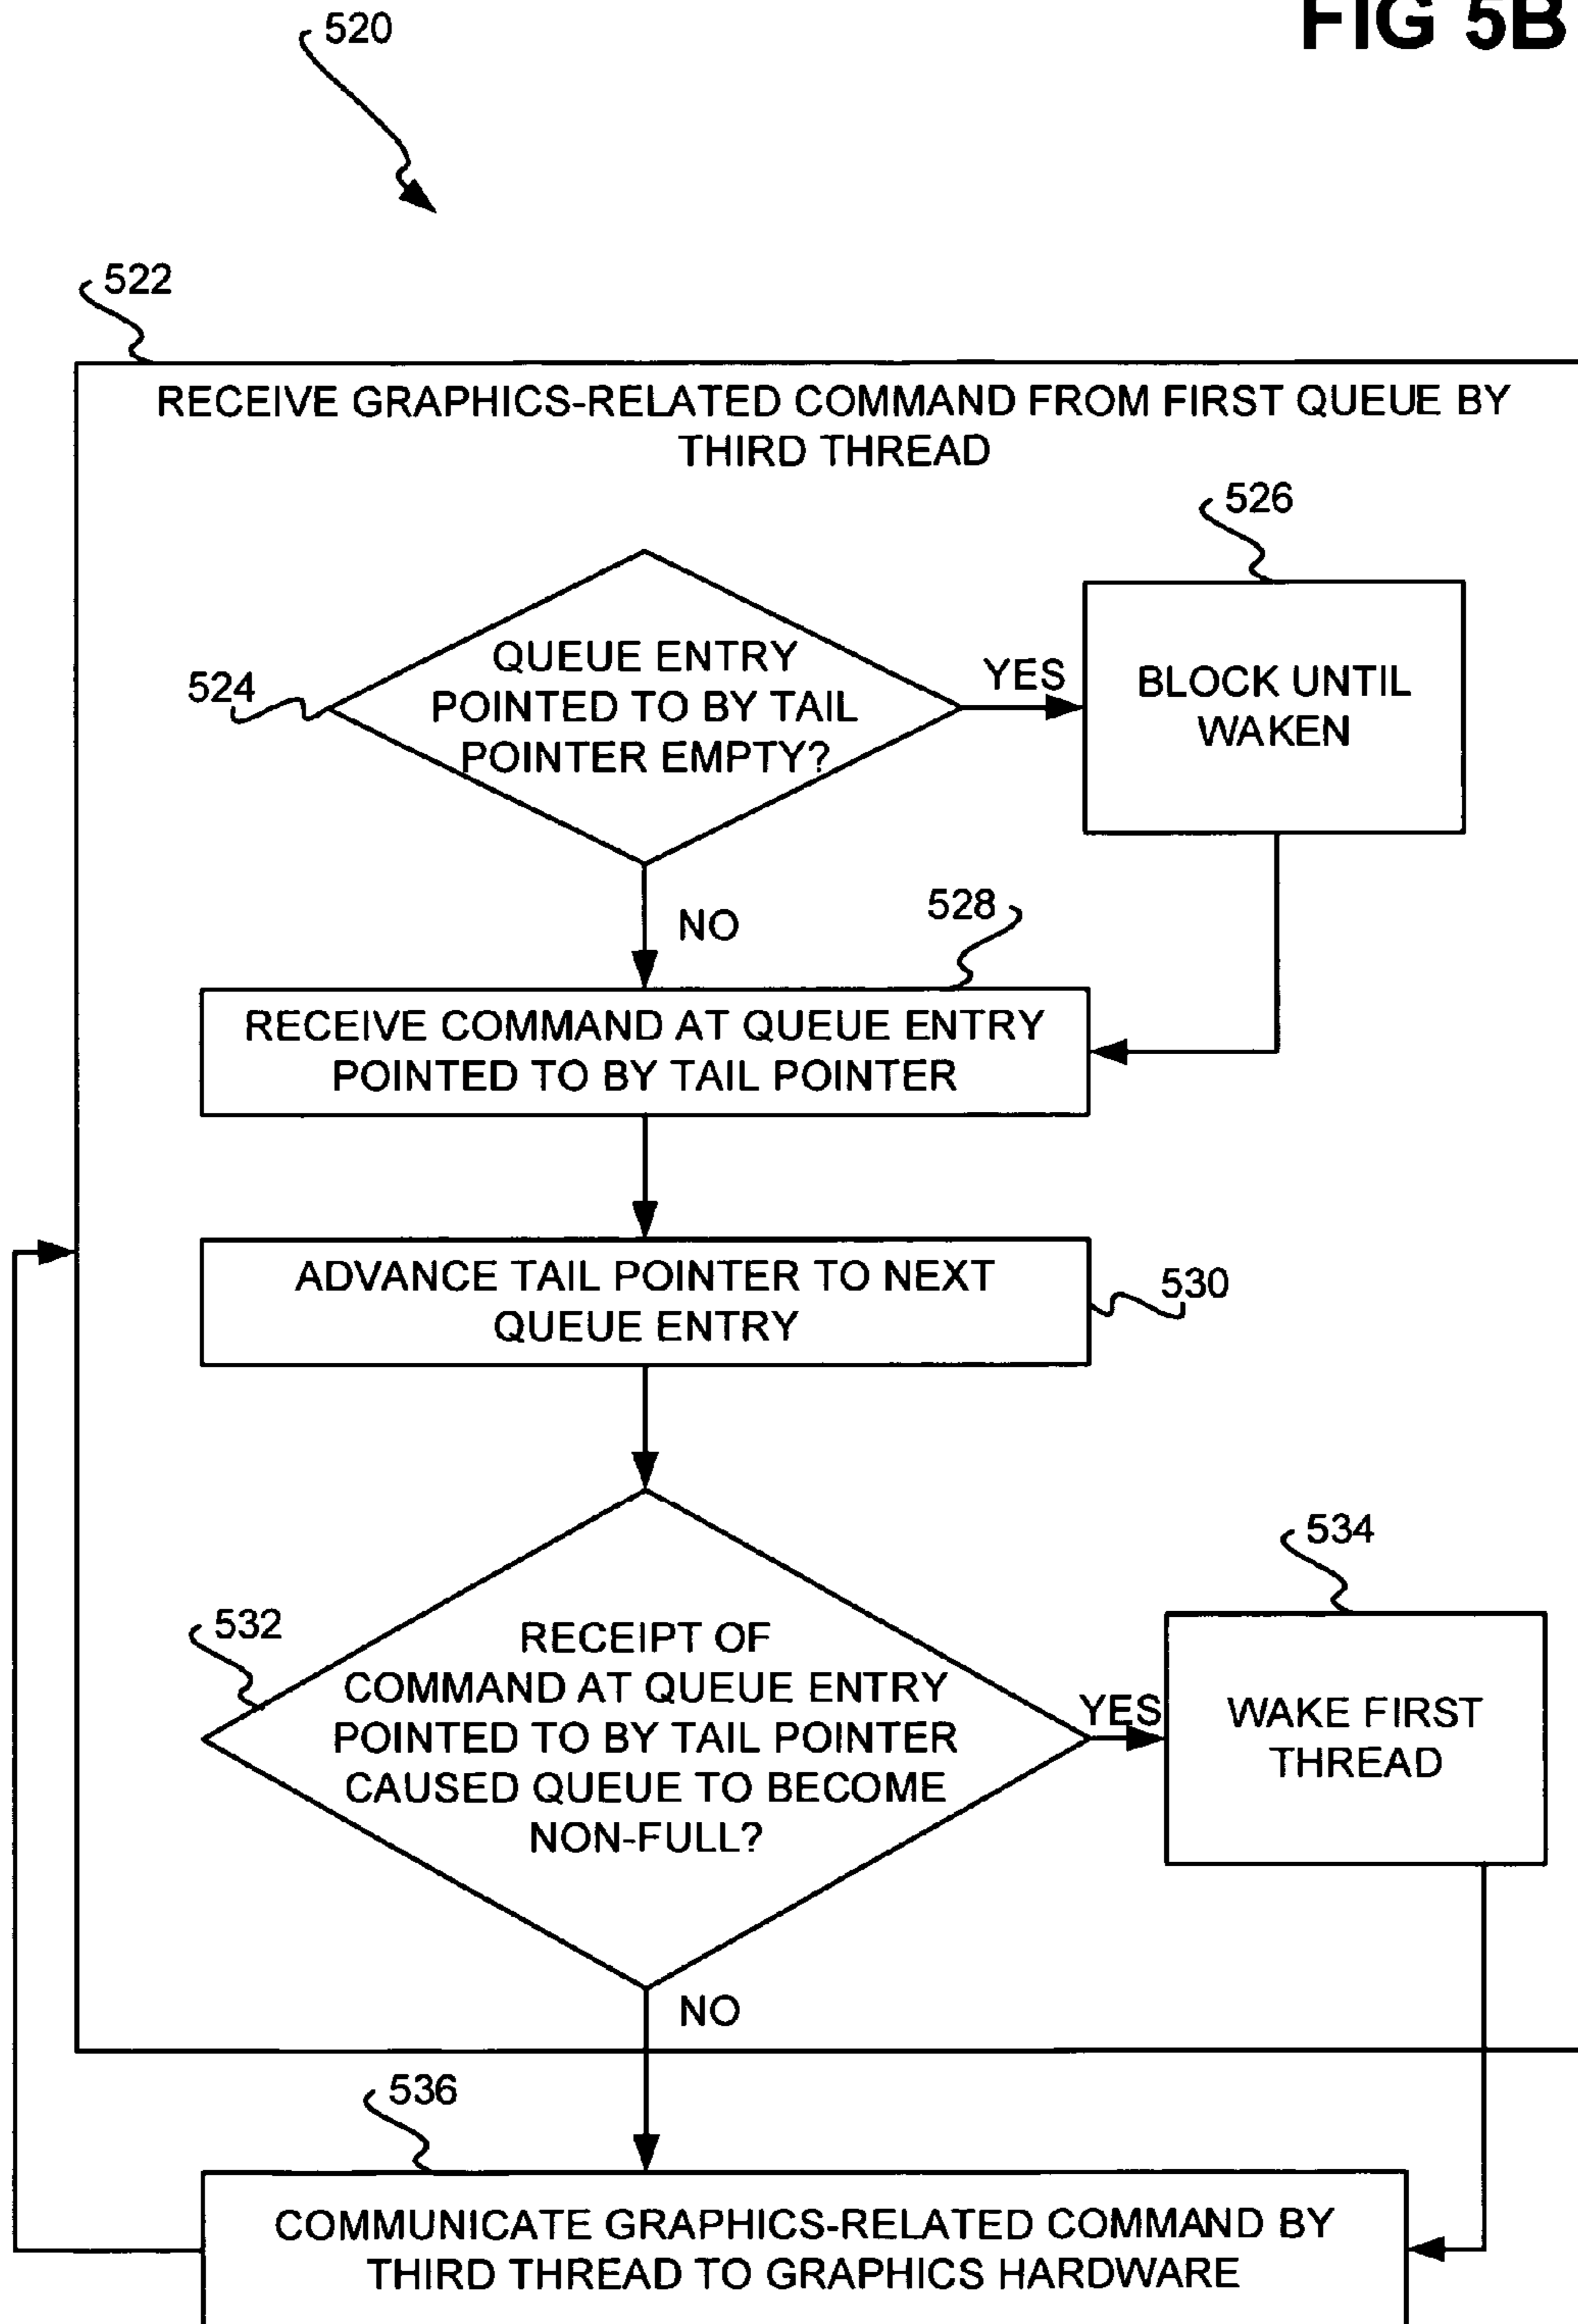 FIG 5B
520
522
RECEIVE GRAPHICS-RELATED COMMAND FROM FIRST QUEUE BY
THIRD THREAD
526
524
QUEUE ENTRY
POINTED TO BY TAIL
POINTER EMPTY?
YES
BLOCK UNTIL
WAKEN
NO
528
RECEIVE COMMAND AT QUEUE ENTRY
POINTED TO BY TAIL POINTER
ADVANCE TAIL POINTER TO NEXT
QUEUE ENTRY
530
532
534
RECEIPT OF
COMMAND AT QUEUE ENTRY
POINTED TO BY TAIL POINTER
CAUSED QUEUE TO BECOME
NON-FULL?
YES
WAKE FIRST
THREAD
NO
536
COMMUNICATE GRAPHICS-RELATED COMMAND BY
THIRD THREAD TO GRAPHICS HARDWARE